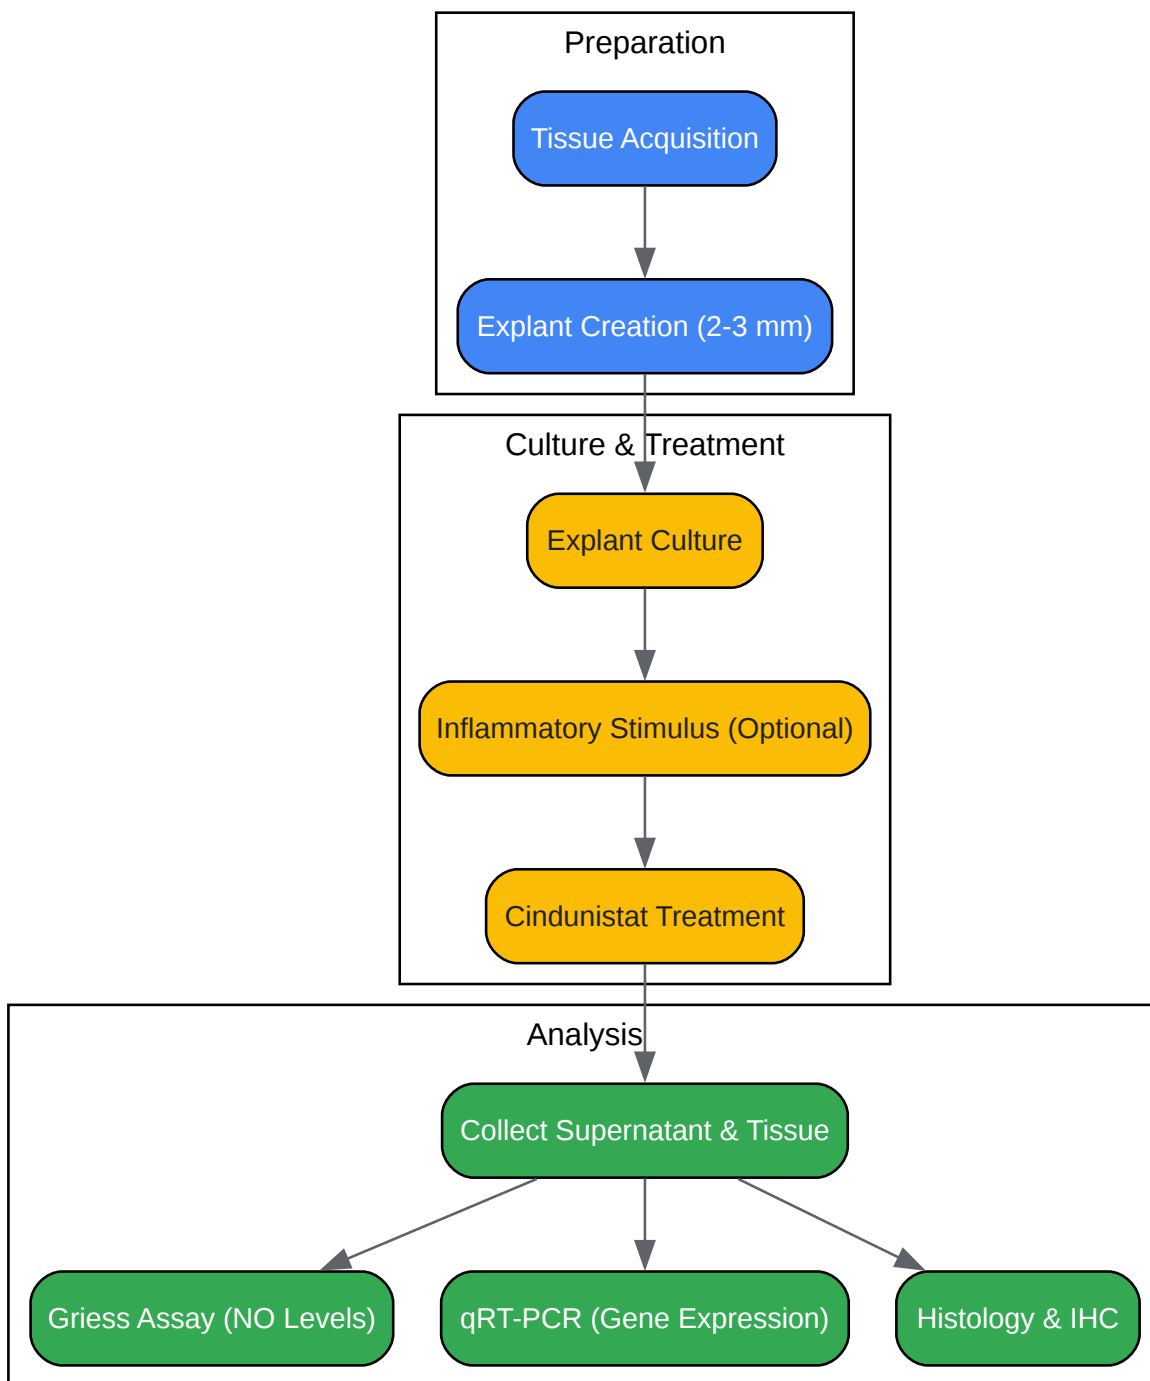 Preparation
Tissue Acquisition
Explant Creation (2-3 mm)
Culture & Treatment
Explant Culture
Inflammatory Stimulus (Optional)
Cindunistat Treatment
Analysis
Collect Supernatant & Tissue
Griess Assay (NO Levels)
qRT-PCR (Gene Expression)
Histology & IHC